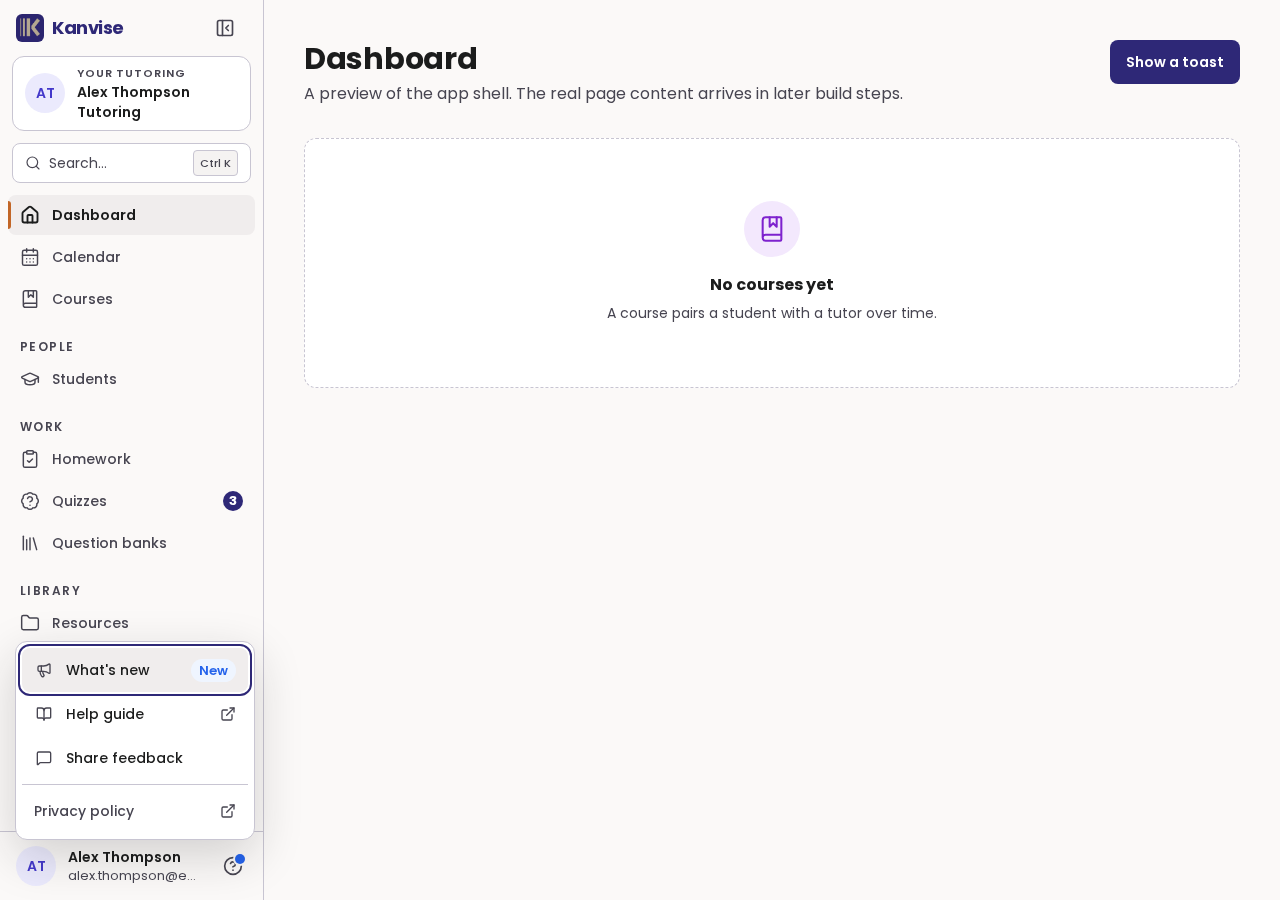 Kanvise
YOUR TUTORING
AT
Alex Thompson
Tutoring
Search...
Ctrl K
Dashboard
Calendar
Courses
PEOPLE
Students
WORK
Homework
Quizzes
3
Question banks
LIBRARY
Resources
What's new
New
Help guide
Share feedback
Privacy policy
AT
Alex Thompson
alex.thompson@e...
Dashboard
A preview of the app shell. The real page content arrives in later build steps.
Show a toast
No courses yet
A course pairs a student with a tutor over time.